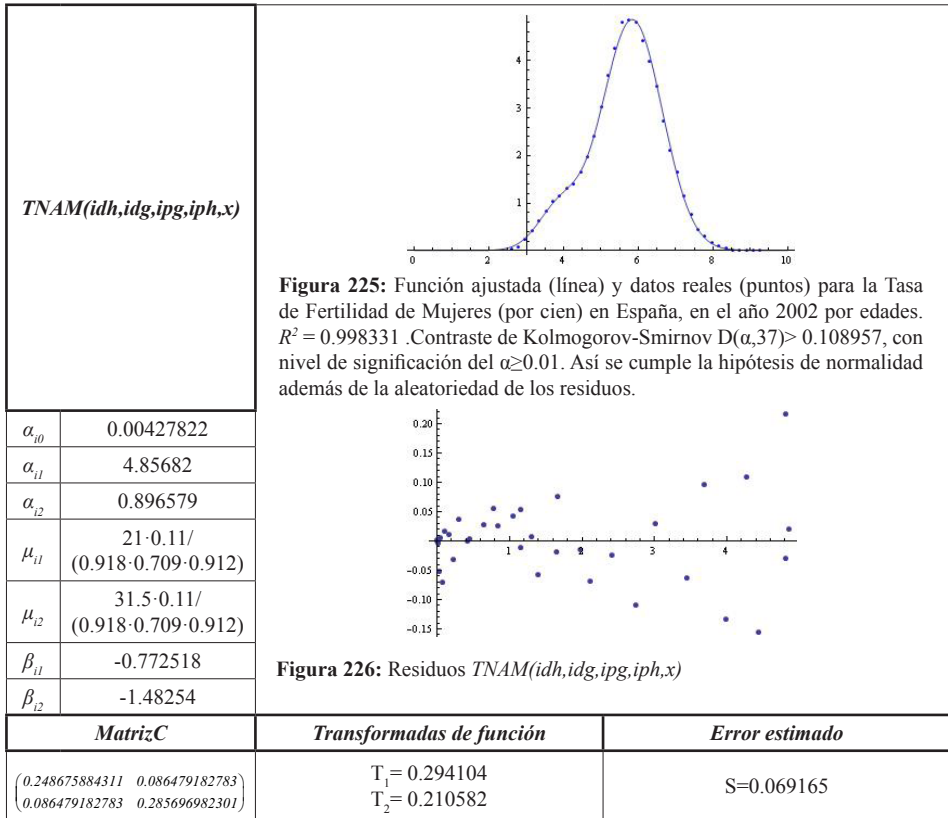 TNAM(idh,idg,ipg,iph,x)
4
3
2
1
0 2 4 6 8 10
Figura 225: Función ajustada (línea) y datos reales (puntos) para la Tasa
de Fertilidad de Mujeres (por cien) en España, en el año 2002 por edades.
R² = 0.998331 .Contraste de Kolmogorov-Smirnov D(α,37)> 0.108957, con
nivel de significación del α≥0.01. Así se cumple la hipótesis de normalidad
además de la aleatoriedad de los residuos.
α_i0 0.00427822
α_i1 4.85682
α_i2 0.896579
μ_i1 21·0.11/
(0.918·0.709·0.912)
μ_i2 31.5·0.11/
(0.918·0.709·0.912)
β_i1 -0.772518
β_i2 -1.48254
0.20
0.15
0.10
0.05
1 2 3 4
-0.05
-0.10
-0.15
Figura 226: Residuos TNAM(idh,idg,ipg,iph,x)
MatrizC Transformadas de función Error estimado
0.248675884311 0.086479182783
0.086479182783 0.285696982301
T₁= 0.294104
T₂= 0.210582
S=0.069165